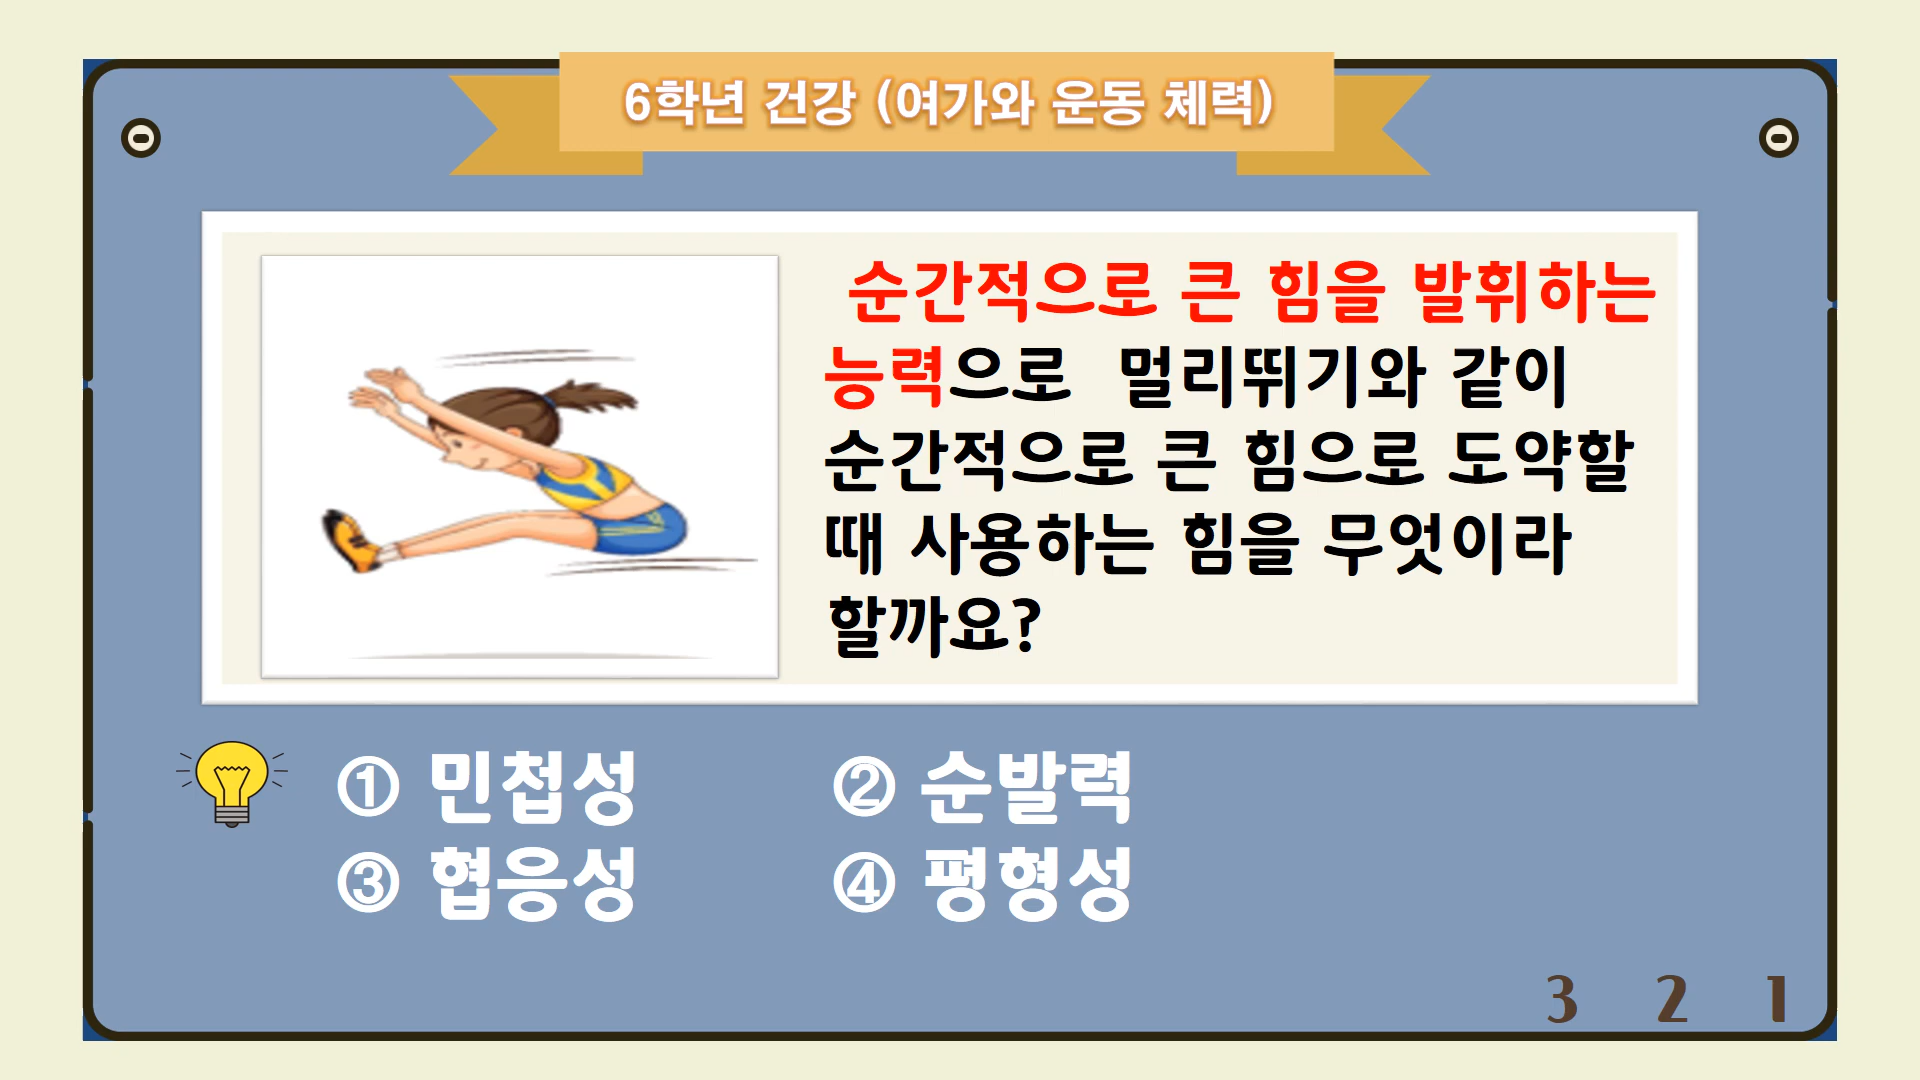 6학년 건강 (여가와 운동 체력)
순간적으로 큰 힘을 발휘하는
능력으로 멀리뛰기와 같이
순간적으로 큰 힘으로 도약할
때 사용하는 힘을 무엇이라
할까요?
① 민첩성 ② 순발력
③ 협응성 ④ 평형성
3 2 1